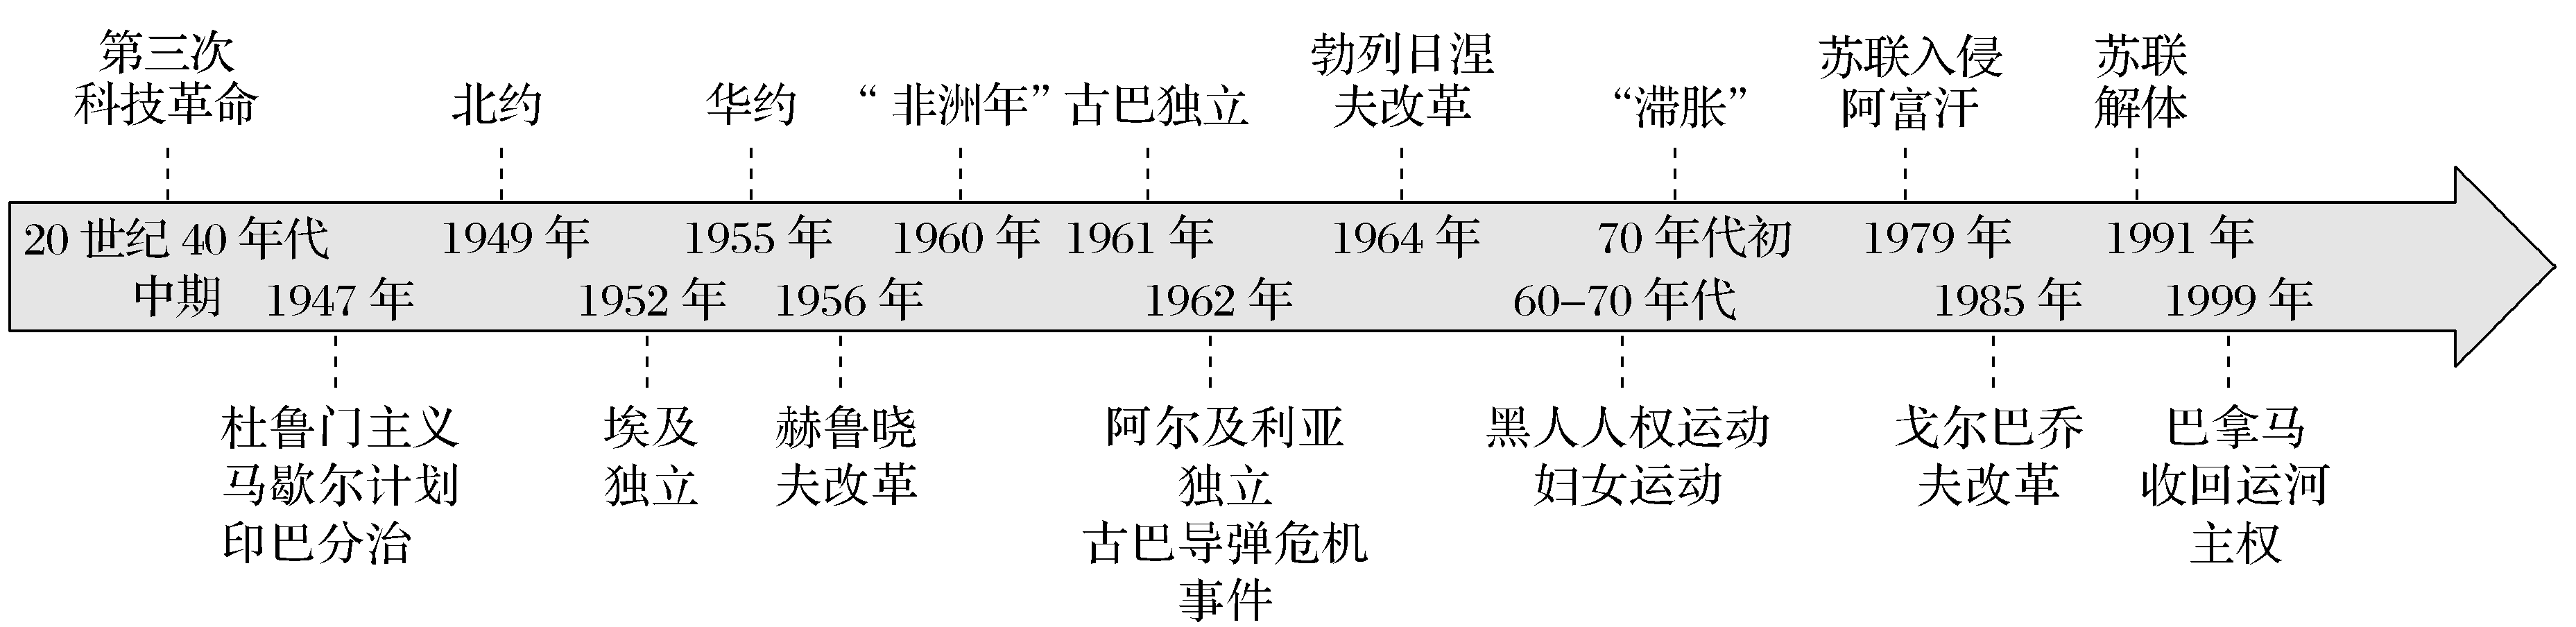 第三次
科技革命
北约
华约
“非洲年”
古巴独立
勃列日涅
夫改革
“滞胀”
苏联入侵
阿富汗
苏联
解体
20世纪40年代
中期
1949年
1955年
1960年
1961年
1964年
70年代初
1979年
1991年
1947年
1952年
1956年
1962年
60–70年代
1985年
1999年
杜鲁门主义
马歇尔计划
印巴分治
埃及
独立
赫鲁晓
夫改革
阿尔及利亚
独立
古巴导弹危机
事件
黑人人权运动
妇女运动
戈尔巴乔
夫改革
巴拿马
收回运河
主权